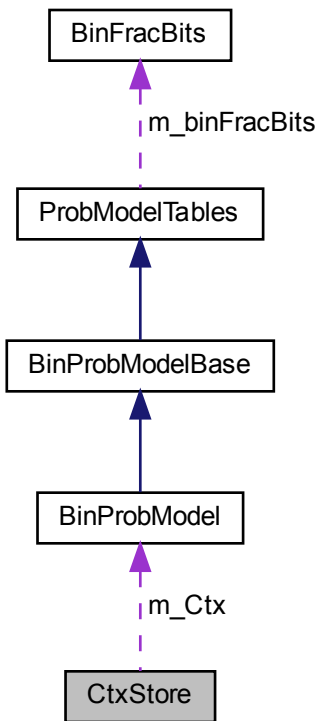 BinFracBits
m_binFracBits
ProbModelTables
BinProbModelBase
BinProbModel
m_Ctx
CtxStore